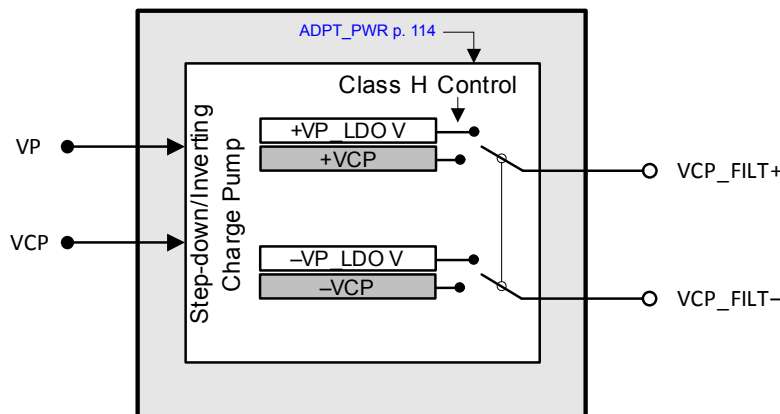 ADPT_PWR p. 114
Class H Control
VP
+VP_LDO V
+VCP
VCP_FILT+
VCP
Step-down/Inverting
Charge Pump
–VP_LDO V
–VCP
VCP_FILT–